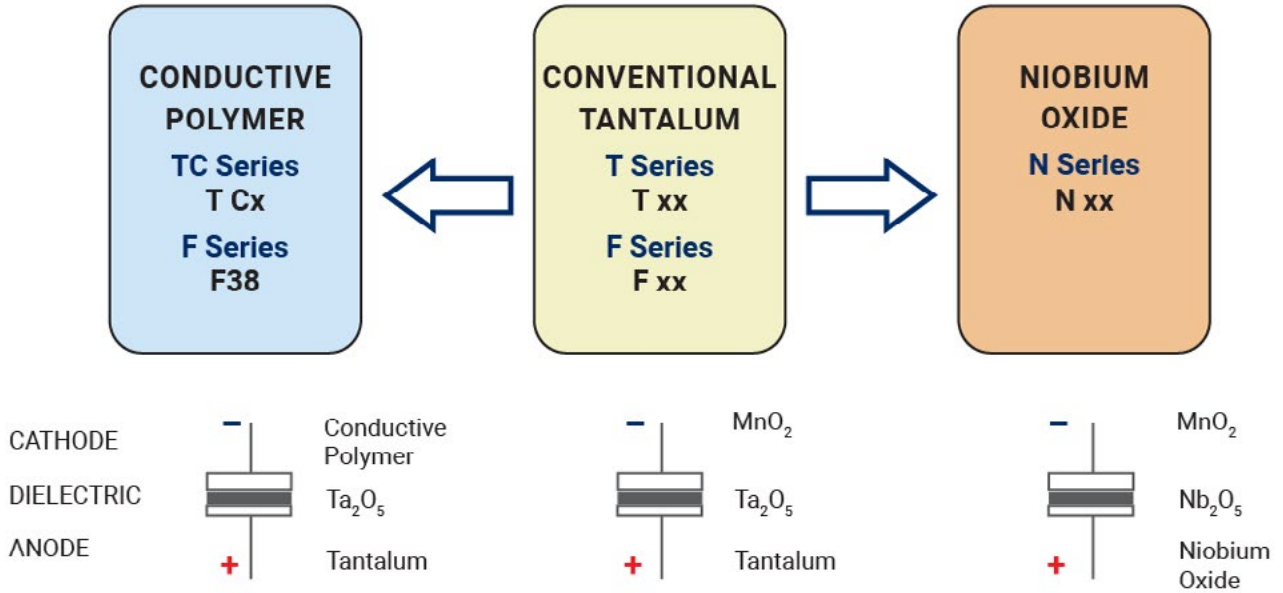 CONDUCTIVE
POLYMER
TC Series
T Cx
F Series
F38
CONVENTIONAL
TANTALUM
T Series
T xx
F Series
F xx
NIOBIUM
OXIDE
N Series
N xx
CATHODE
− Conductive
Polymer
− MnO₂
− MnO₂
DIELECTRIC
Ta₂O₅
Ta₂O₅
Nb₂O₅
ANODE
+ Tantalum
+ Tantalum
+ Niobium
Oxide